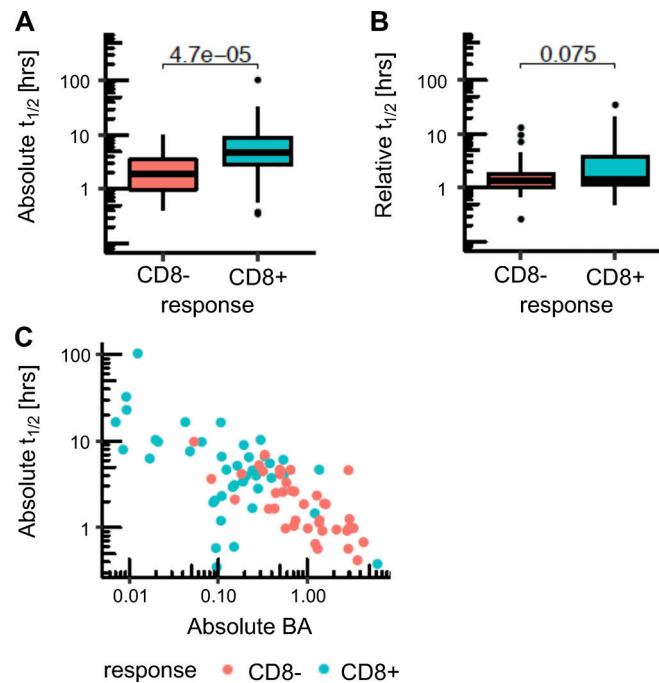 A
4.7e−05
Absolute t1/2 [hrs]
100
10
1
CD8-
CD8+
response
B
0.075
Relative t1/2 [hrs]
100
10
1
CD8-
CD8+
response
C
Absolute t1/2 [hrs]
100
10
1
0.01
0.10
1.00
Absolute BA
response CD8- CD8+